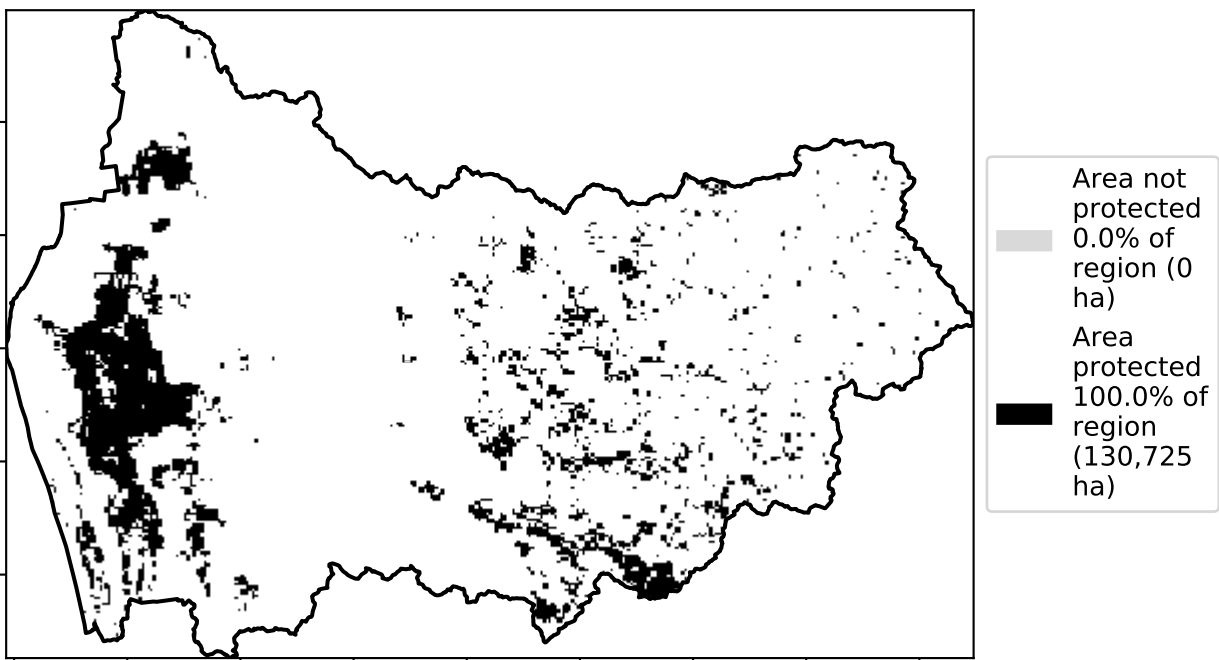 Area not
protected
0.0% of
region (0
ha)
Area
protected
100.0% of
region
(130,725
ha)